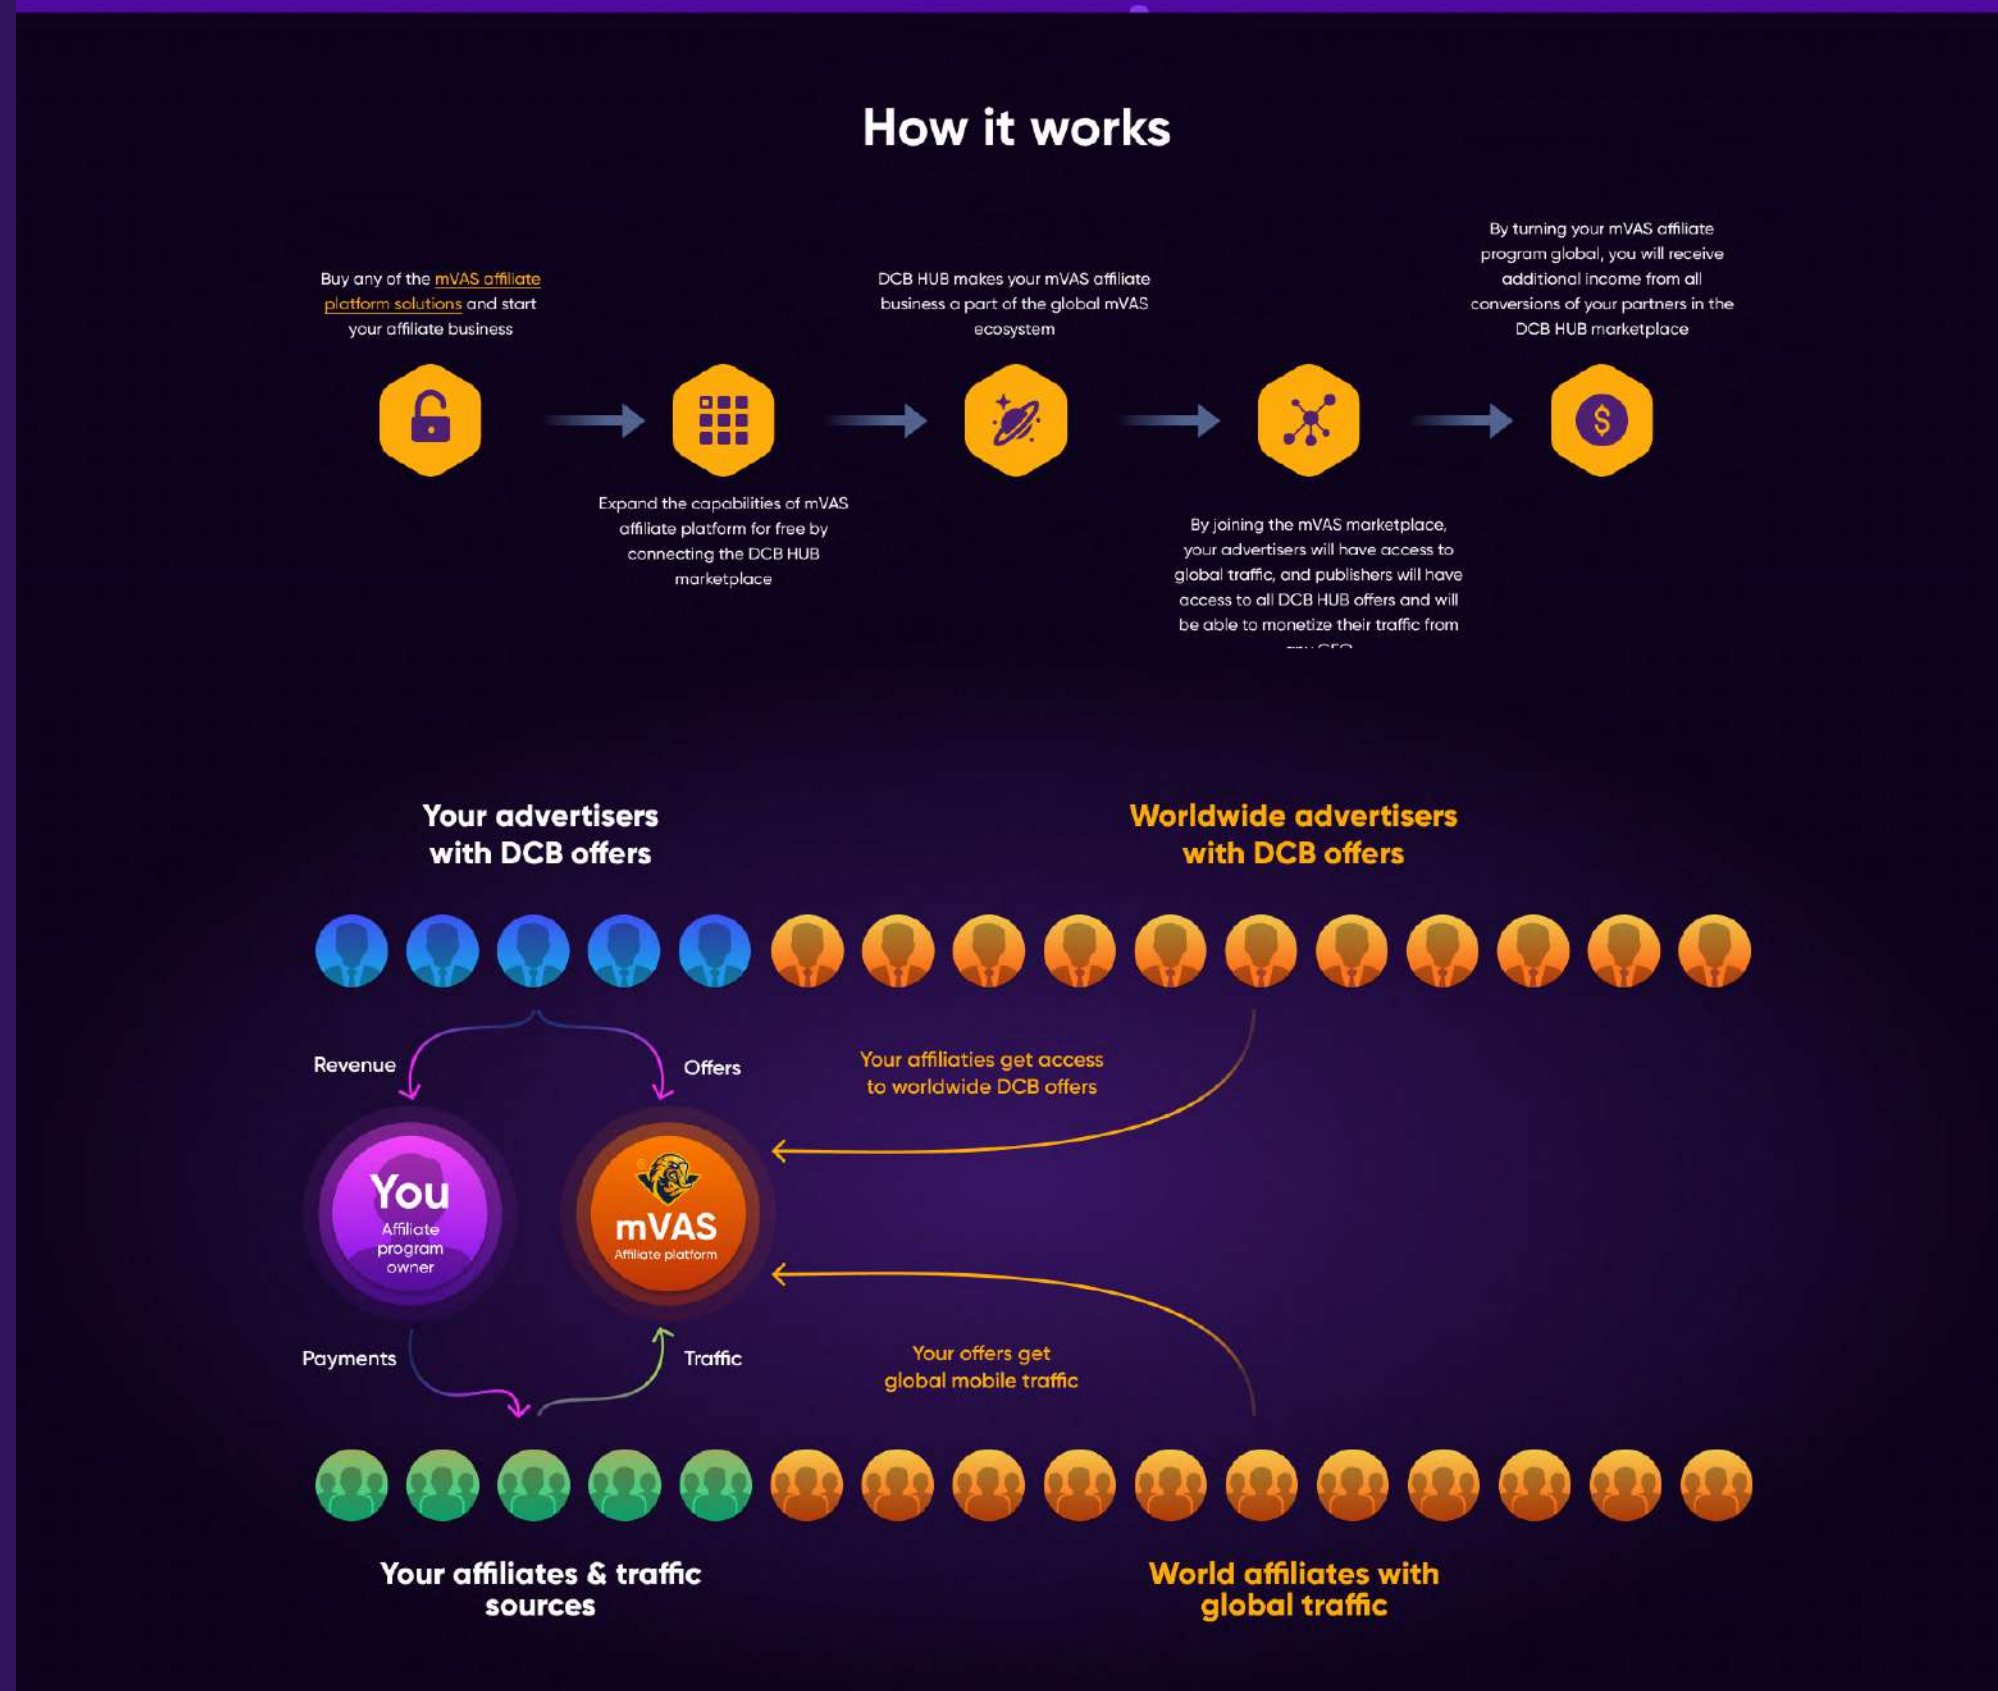 How it works
Buy any of the mVAS affiliate
platform solutions and start
your affiliate business
Expand the capabilities of mVAS
affiliate platform for free by
connecting the DCB HUB
marketplace
DCB HUB makes your mVAS affiliate
business a part of the global mVAS
ecosystem
By joining the mVAS marketplace,
your advertisers will have access to
global traffic, and publishers will have
access to all DCB HUB offers and will
be able to monetize their traffic from
By turning your mVAS affiliate
program global, you will receive
additional income from all
conversions of your partners in the
DCB HUB marketplace
Your advertisers
with DCB offers
Worldwide advertisers
with DCB offers
Revenue
Offers
Your affiliaties get access
to worldwide DCB offers
You
Affiliate
program
owner
mVAS
Affiliate platform
Payments
Traffic
Your offers get
global mobile traffic
Your affiliates & traffic
sources
World affiliates with
global traffic